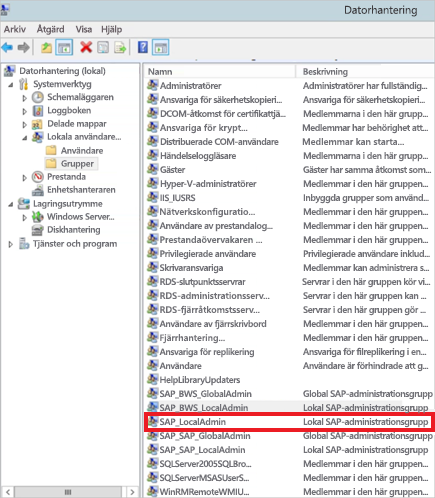 Datorhantering
Arkiv Åtgärd Visa Hjälp
Datorhantering (lokal)
Systemverktyg
Schemaläggaren
Loggboken
Delade mappar
Lokala användare...
Användare
Grupper
Prestanda
Enhetshanteraren
Lagringsutrymme
Windows Server...
Diskhantering
Tjänster och program
Namn Beskrivning
Administratörer Administratörer har fullständig...
Ansvariga för säkerhetskopieri... Ansvariga för säkerhetskopieri...
DCOM-åtkomst för certifikattjä... Medlemmarna i den här gruppen...
Ansvariga för krypt... Medlemmar har behörighet att...
Distribuerade COM-användare Medlemmar kan starta...
Händelseloggläsare Medlemmar i den här gruppen...
Gäster Gäster har samma åtkomst som...
Hyper-V-administratörer Medlemmar i den här gruppen...
IIS_IUSRS Inbyggda grupper som använd...
Nätverkskonfiguratio... Medlemmar i den här gruppen...
Användare av prestandalog... Medlemmar i den här gruppen...
Prestandaövervakaren ... Medlemmar i den här gruppen...
Privilegierade användare Privilegierade användare inklud...
Skrivaransvariga Medlemmar kan administrera s...
RDS-slutpunktsservrar Servrar i den här gruppen kör vi...
RDS-administrationsserv... Servrar i den här gruppen kan ...
RDS-fjärråtkomstserv... Servrar i den här gruppen gör ...
Användare av fjärrskrivbord Medlemmar i den här gruppen...
Fjärrhantering... Medlemmar i den här gruppen...
Ansvariga för replikering Ansvariga för filreplikering i en...
Användare Användare är förhindrade att g...
HelpLibraryUpdaters
SAP_BWS_GlobalAdmin Global SAP-administrationsgrupp
SAP_BWS_LocalAdmin Lokal SAP-administrationsgrupp
SAP_LocalAdmin Lokal SAP-administrationsgrupp
SAP_SAP_GlobalAdmin Global SAP-administrationsgrupp
SAP_SAP_LocalAdmin Lokal SAP-administrationsgrupp
SQLServer2005SQLBro... Medlemmar i den här gruppen...
SQLServerMSASUserS... Medlemmar i den här gruppen...
WinRMRemoteWMIU... Medlemmar i den här gruppen...